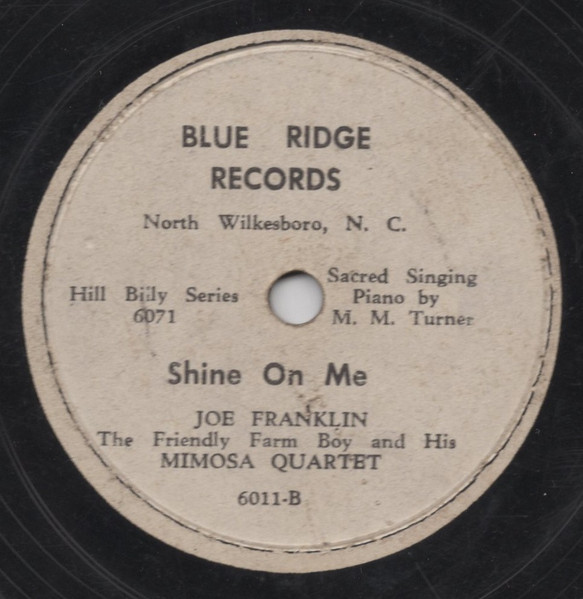 BLUE RIDGE
RECORDS
North Wilkesboro, N. C.
Hill Billy Series
6071
Sacred Singing
Piano by
M. M. Turner
Shine On Me
JOE FRANKLIN
The Friendly Farm Boy and His
MIMOSA QUARTET
6011-B